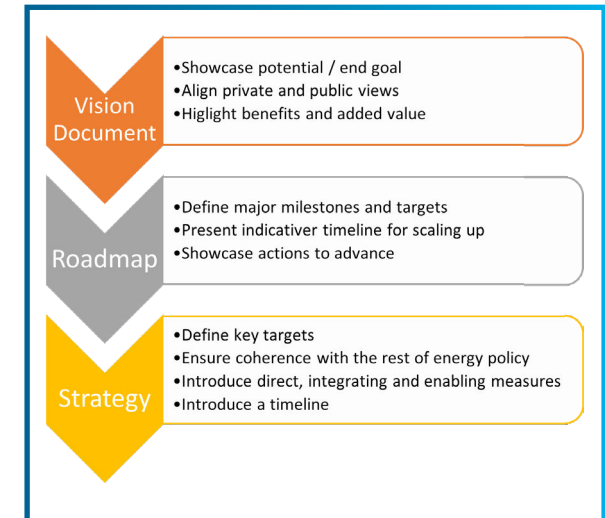 Vision
Document
•Showcase potential / end goal
•Align private and public views
•Higlight benefits and added value
Roadmap
•Define major milestones and targets
•Present indicativer timeline for scaling up
•Showcase actions to advance
Strategy
•Define key targets
•Ensure coherence with the rest of energy policy
•Introduce direct, integrating and enabling measures
•Introduce a timeline